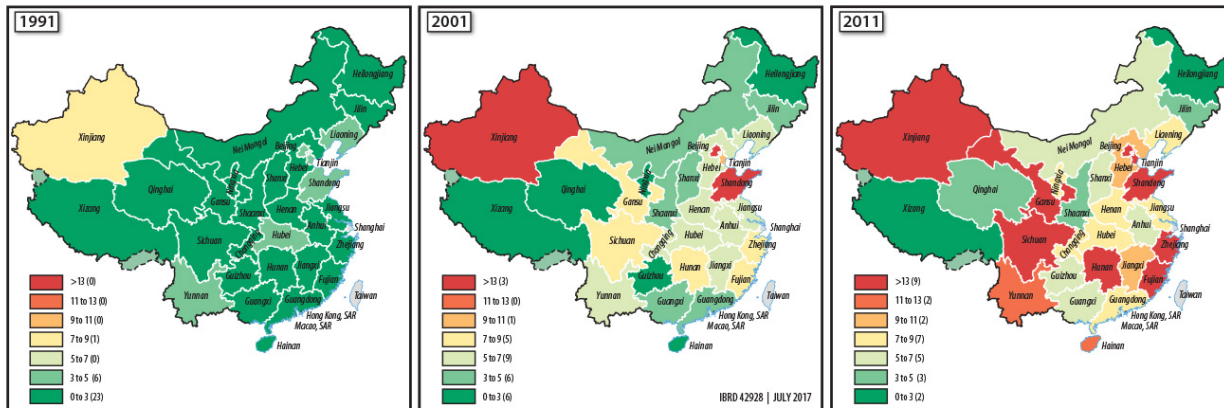 1991
Heilongjiang
Jilin
Liaoning
Xinjiang
Nei Mongol
Beijing
Tianjin
Hebei
Shanxi
Shandong
Ningxia
Qinghai
Gansu
Shaanxi
Henan
Jiangsu
Xizang
Anhui
Shanghai
Sichuan
Chongqing
Hubei
Zhejiang
Hunan
Jiangxi
Guizhou
Fujian
Yunnan
Guangxi
Guangdong
Taiwan
Hong Kong, SAR
Macao, SAR
Hainan
>13 (0)
11 to 13 (0)
9 to 11 (0)
7 to 9 (1)
5 to 7 (0)
3 to 5 (6)
0 to 3 (23)
2001
Heilongjiang
Jilin
Liaoning
Xinjiang
Nei Mongol
Beijing
Tianjin
Hebei
Shanxi
Shandong
Ningxia
Qinghai
Gansu
Shaanxi
Henan
Jiangsu
Xizang
Anhui
Shanghai
Sichuan
Chongqing
Hubei
Zhejiang
Hunan
Jiangxi
Guizhou
Fujian
Yunnan
Guangxi
Guangdong
Taiwan
Hong Kong, SAR
Macao, SAR
Hainan
>13 (3)
11 to 13 (0)
9 to 11 (1)
7 to 9 (5)
5 to 7 (9)
3 to 5 (6)
0 to 3 (6)
IBRD 42928 | JULY 2017
2011
Heilongjiang
Jilin
Liaoning
Xinjiang
Nei Mongol
Beijing
Tianjin
Hebei
Shanxi
Shandong
Ningxia
Qinghai
Gansu
Shaanxi
Henan
Jiangsu
Xizang
Anhui
Shanghai
Sichuan
Chongqing
Hubei
Zhejiang
Hunan
Jiangxi
Guizhou
Fujian
Yunnan
Guangxi
Guangdong
Taiwan
Hong Kong, SAR
Macao, SAR
Hainan
>13 (9)
11 to 13 (2)
9 to 11 (2)
7 to 9 (7)
5 to 7 (5)
3 to 5 (3)
0 to 3 (2)